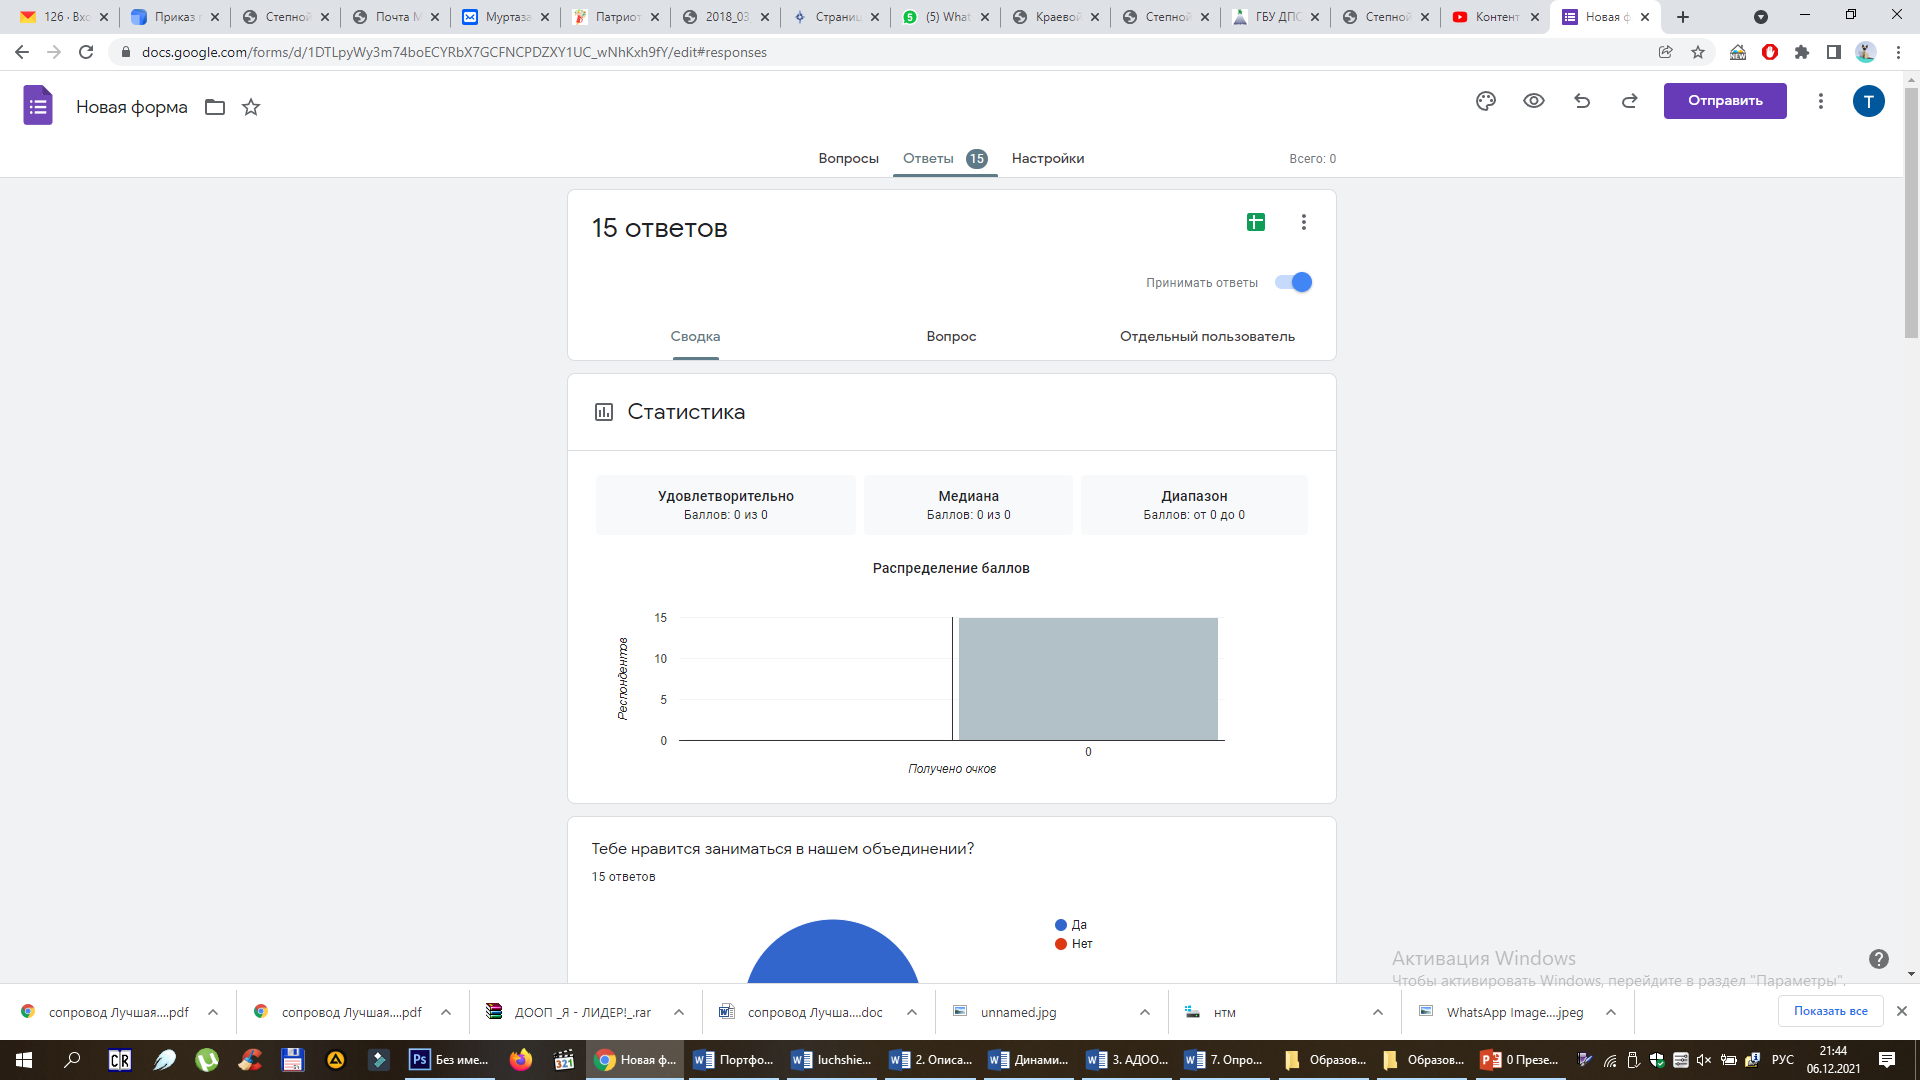 126 - Вхо
Приказ г
Степной
Почта М
Муртаза
Патриот
2018_03
Страниц
(5) What
Краевой
Степной
ГБУ ДПО
Степной
Контент
Новая ф
docs.google.com/forms/d/1DTLpyWy3m74boECYRbX7GCFNCPDZXY1UC_wNhKxh9fY/edit#responses
Новая форма
Отправить
T
Вопросы
Ответы 15
Настройки
Всего: 0
15 ответов
Принимать ответы
Сводка
Вопрос
Отдельный пользователь
Статистика
Удовлетворительно
Баллов: 0 из 0
Медиана
Баллов: 0 из 0
Диапазон
Баллов: от 0 до 0
Распределение баллов
Респондентов
15
10
5
0
0
Получено очков
Тебе нравится заниматься в нашем объединении?
15 ответов
Да
Нет
Активация Windows
Чтобы активировать Windows, перейдите в раздел "Параметры".
сопровод Лучшая....pdf
сопровод Лучшая....pdf
ДООП _Я - ЛИДЕР!_.rar
сопровод Лучша....doc
unnamed.jpg
нтм
WhatsApp Image....jpeg
Показать все
Без име...
Новая ф...
Портфо...
luchshie...
2. Описа...
Динами...
3. АДОО...
7. Опро...
Образов...
Образов...
0 Презе...
РУС
21:44
06.12.2021